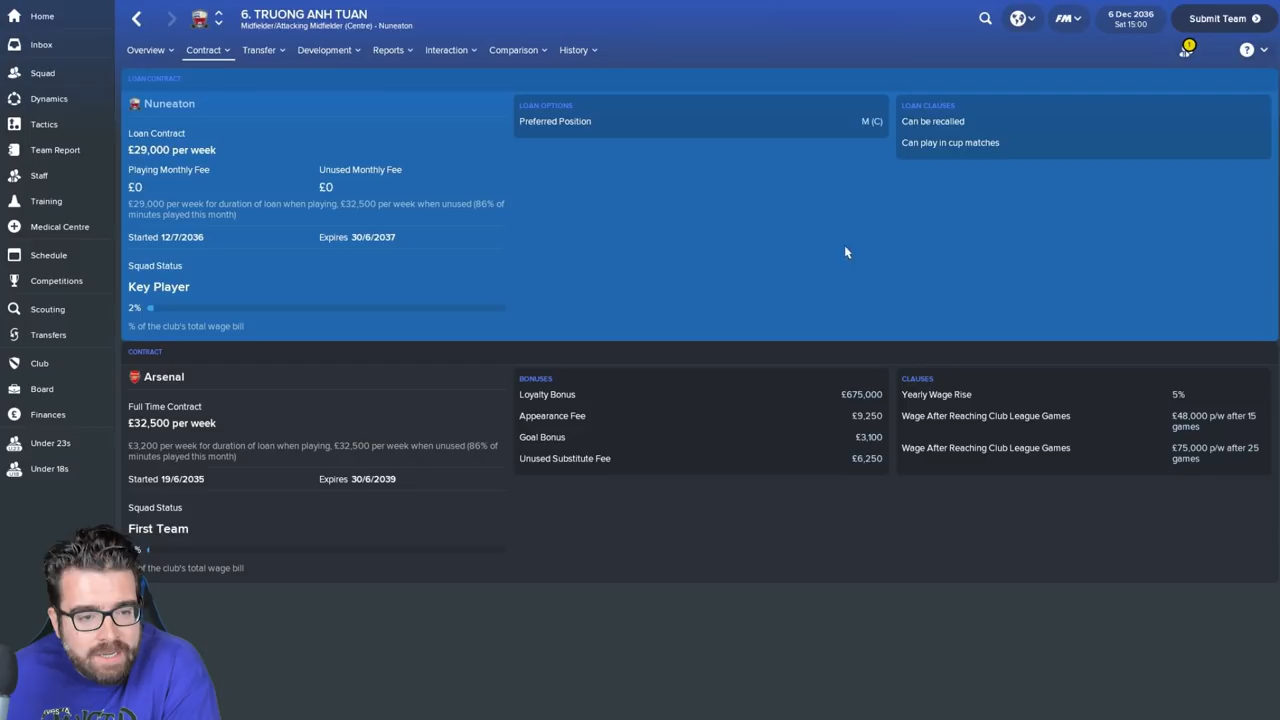 Home
Inbox
Squad
Dynamics
Tactics
Team Report
Staff
Training
Medical Centre
Schedule
Competitions
Scouting
Transfers
Club
Board
Finances
Under 23s
Under 18s
6. TRUONG ANH TUAN
Midfielder/Attacking Midfielder (Centre) - Nuneaton
FM
6 Dec 2036
Sat 15:00
Submit Team
Overview
Contract
Transfer
Development
Reports
Interaction
Comparison
History
1
?
LOAN CONTRACT
Nuneaton
Loan Contract
£29,000 per week
Playing Monthly Fee
Unused Monthly Fee
£0
£0
£29,000 per week for duration of loan when playing, £32,500 per week when unused (86% of
minutes played this month)
Started 12/7/2036
Expires 30/6/2037
Squad Status
Key Player
2%
% of the club's total wage bill
LOAN OPTIONS
Preferred Position
M (C)
LOAN CLAUSES
Can be recalled
Can play in cup matches
CONTRACT
Arsenal
Full Time Contract
£32,500 per week
£3,200 per week for duration of loan when playing, £32,500 per week when unused (86% of
minutes played this month)
Started 19/6/2035
Expires 30/6/2039
Squad Status
First Team
%
of the club's total wage bill
BONUSES
Loyalty Bonus
£675,000
Appearance Fee
£9,250
Goal Bonus
£3,100
Unused Substitute Fee
£6,250
CLAUSES
Yearly Wage Rise
5%
Wage After Reaching Club League Games
£48,000 p/w after 15
games
Wage After Reaching Club League Games
£75,000 p/w after 25
games